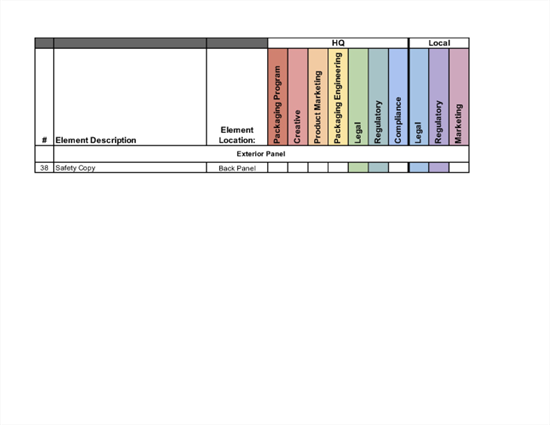 HQ Local
# Element Description Element Location: Packaging Program Creative Product Marketing Packaging Engineering Legal Regulatory Compliance Legal Regulatory Marketing
Exterior Panel
38 Safety Copy Back Panel